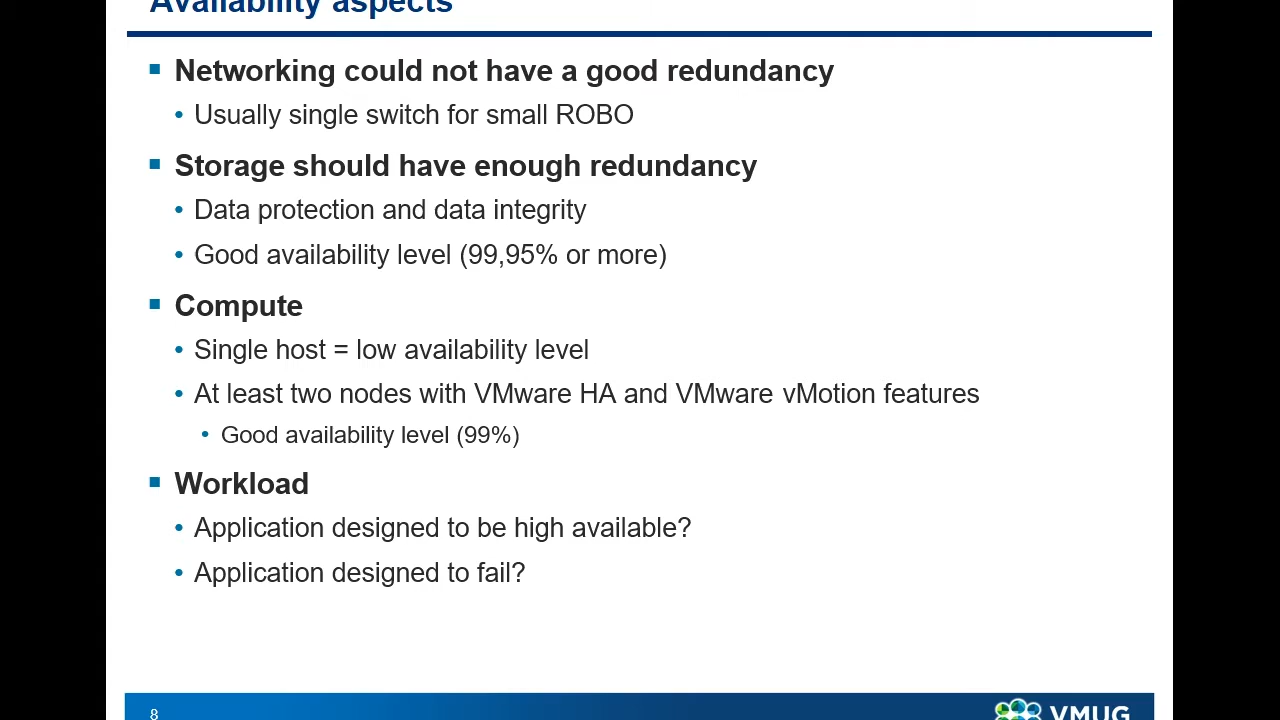 Availability aspects
Networking could not have a good redundancy
Usually single switch for small ROBO
Storage should have enough redundancy
Data protection and data integrity
Good availability level (99,95% or more)
Compute
Single host = low availability level
At least two nodes with VMware HA and VMware vMotion features
Good availability level (99%)
Workload
Application designed to be high available?
Application designed to fail?
8
VMUG